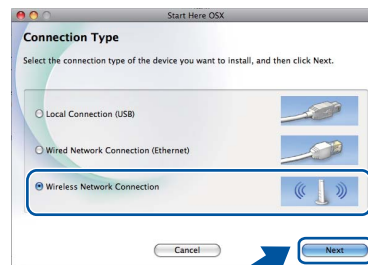 Start Here OSX
Connection Type
Select the connection type of the device you want to install, and then click Next.
Local Connection (USB)
Wired Network Connection (Ethernet)
Wireless Network Connection
Cancel
Next